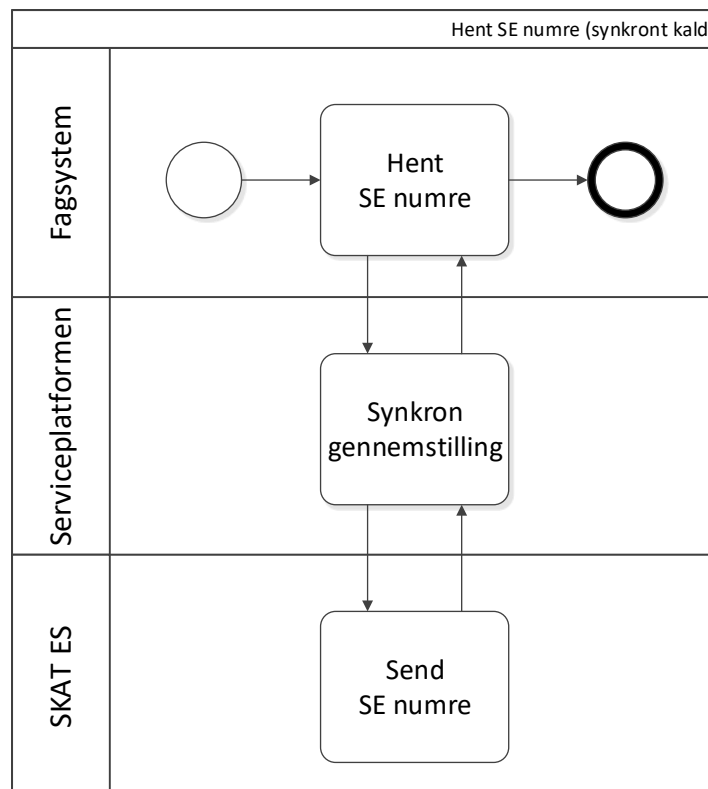 Hent SE numre (synkront kald
Fagsystem
Hent
SE numre
Serviceplatformen
Synkron
gennemstilling
SKAT ES
Send
SE numre